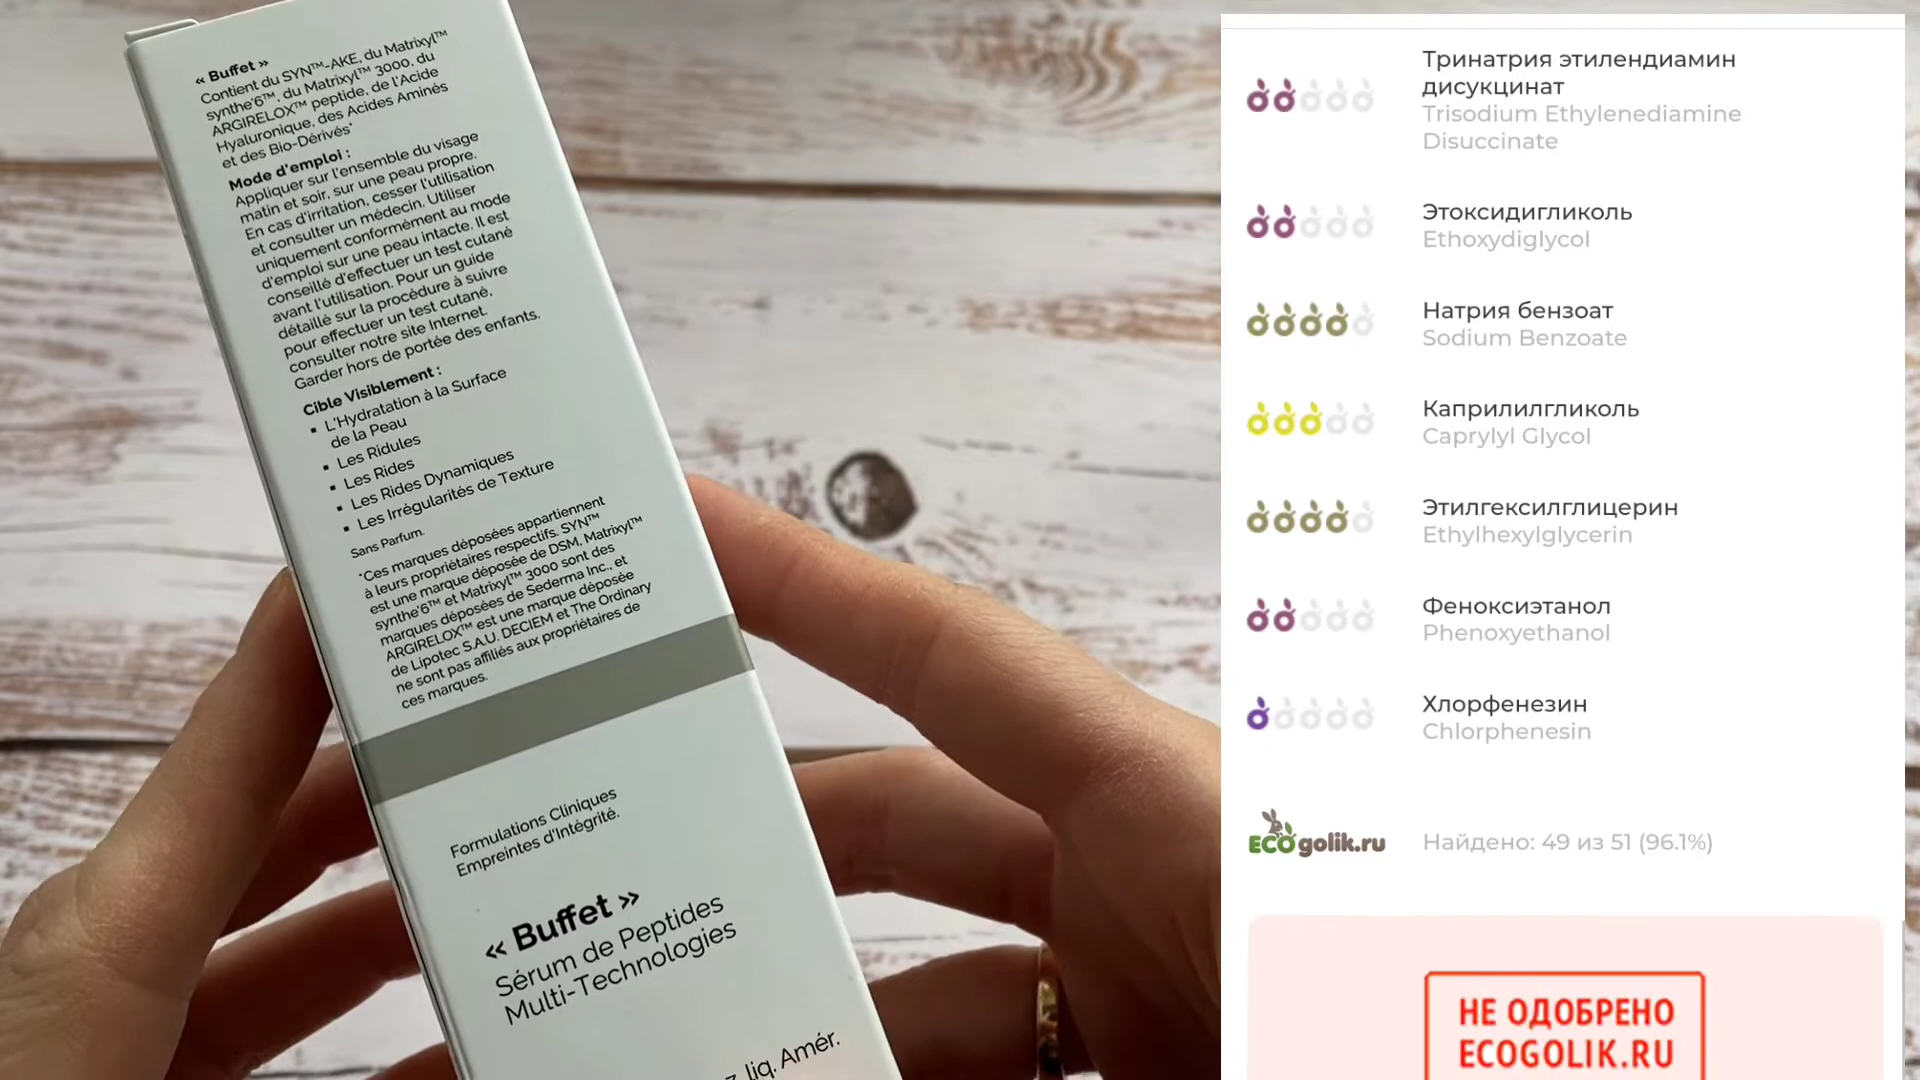 « Buffet »
Contient du SYN™-AKE, du Matrixyl™
synthe'6™, du Matrixyl™ 3000, du
ARGIRELOX™ peptide, de l'Acide
Hyaluronique, des Acides Aminés
et des Bio-Dérivés*
Mode d'emploi :
Appliquer sur l'ensemble du visage
matin et soir, sur une peau propre.
En cas d'irritation, cesser l'utilisation
et consulter un médecin. Utiliser
uniquement conformément au mode
d'emploi sur une peau intacte. Il est
conseillé d'effectuer un test cutané
avant l'utilisation. Pour un guide
détaillé sur la procédure à suivre
pour effectuer un test cutané,
consulter notre site Internet.
Garder hors de portée des enfants.
Cible Visiblement :
▪ L'Hydratation à la Surface
de la Peau
▪ Les Ridules
▪ Les Rides
▪ Les Rides Dynamiques
▪ Les Irrégularités de Texture
Sans Parfum.
*Ces marques déposées appartiennent
à leurs propriétaires respectifs. SYN™
est une marque déposée de DSM, Matrixyl™
synthe'6™ et Matrixyl™ 3000 sont des
marques déposées de Sederma Inc., et
ARGIRELOX™ est une marque déposée
de Lipotec S.A.U. DECIEM et The Ordinary
ne sont pas affiliés aux propriétaires de
ces marques.
Formulations Cliniques
Empreintes d'Intégrité.
« Buffet »
Sérum de Peptides
Multi-Technologies
liq. Amér.
Тринатрия этилендиамин
дисукцинат
Trisodium Ethylenediamine
Disuccinate
Этоксидигликоль
Ethoxydiglycol
Натрия бензоат
Sodium Benzoate
Каприлилгликоль
Caprylyl Glycol
Этилгексилглицерин
Ethylhexylglycerin
Феноксиэтанол
Phenoxyethanol
Хлорфенезин
Chlorphenesin
ECOgolik.ru
Найдено: 49 из 51 (96.1%)
НЕ ОДОБРЕНО
ECOGOLIK.RU